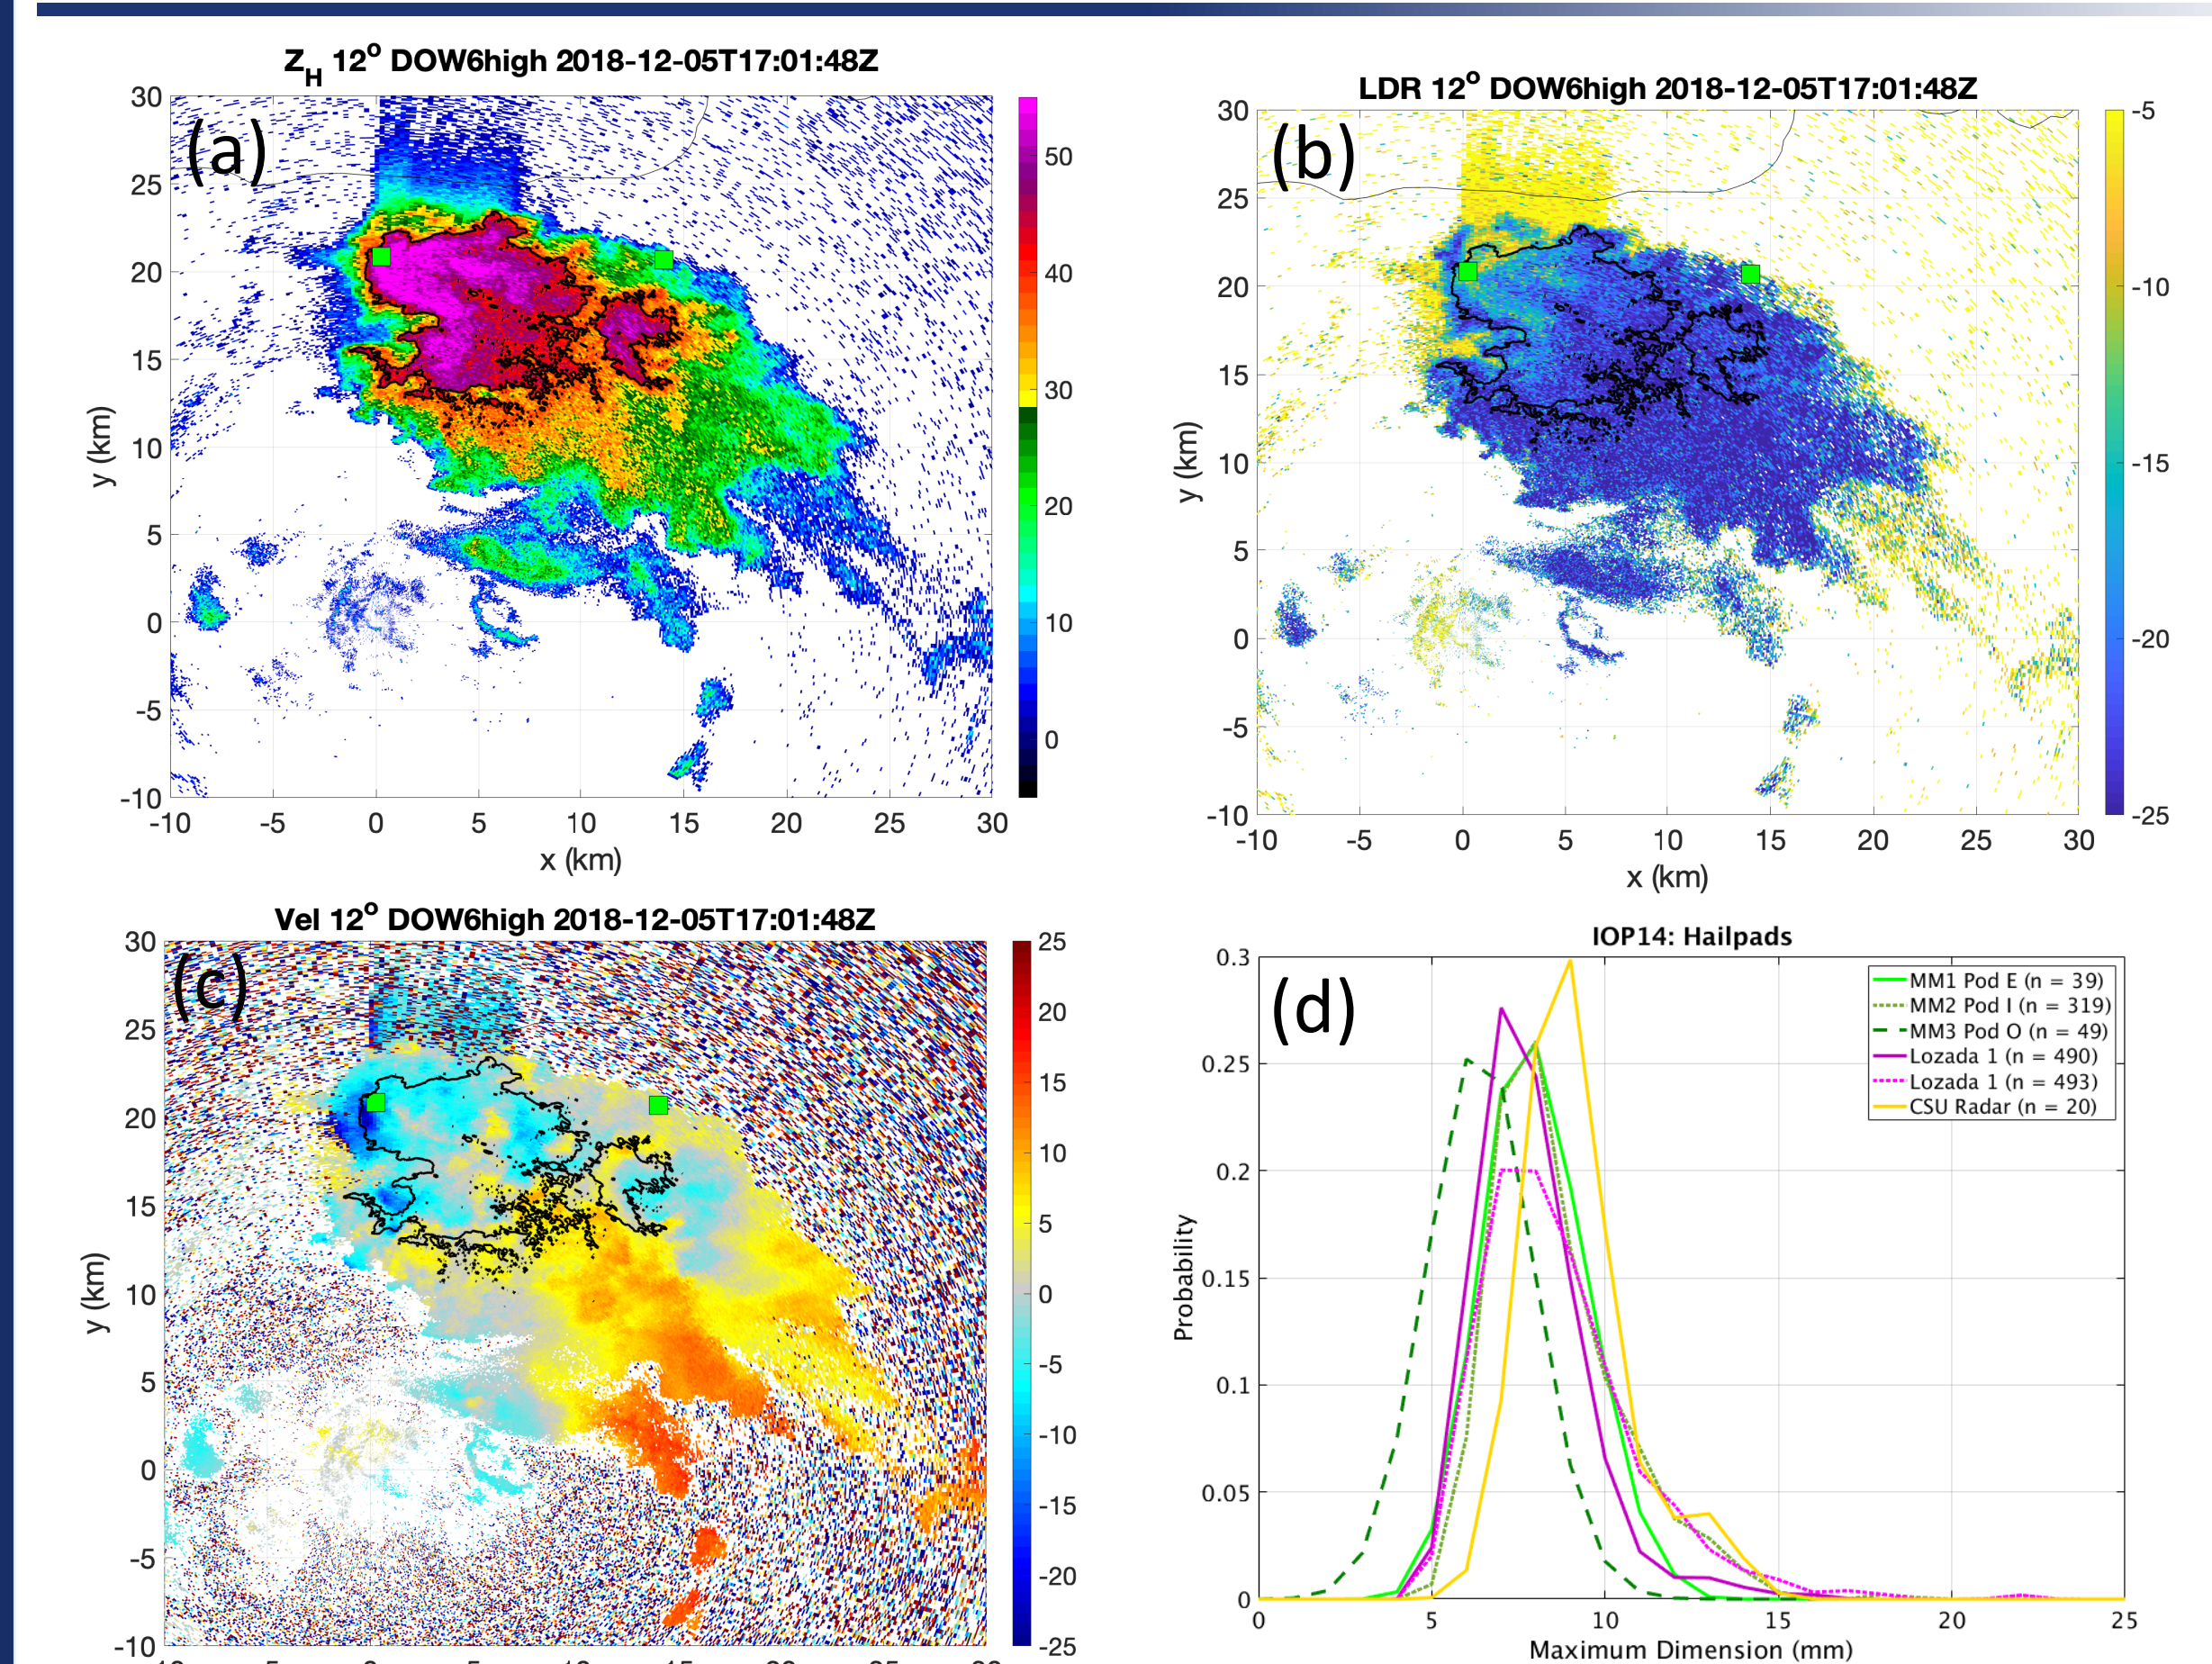 Z_H 12° DOW6high 2018-12-05T17:01:48Z
(a)
30
25
20
15
10
5
0
-5
-10
y (km)
-10 -5 0 5 10 15 20 25 30
x (km)
50
40
30
20
10
0
LDR 12° DOW6high 2018-12-05T17:01:48Z
(b)
30
25
20
15
10
5
0
-5
-10
y (km)
-10 -5 0 5 10 15 20 25 30
x (km)
-5
-10
-15
-20
-25
Vel 12° DOW6high 2018-12-05T17:01:48Z
(c)
30
25
20
15
10
5
0
-5
-10
y (km)
25
20
15
10
5
0
-5
-10
-15
-20
-25
IOP14: Hailpads
(d)
MM1 Pod E (n = 39)
MM2 Pod I (n = 319)
MM3 Pod O (n = 49)
Lozada 1 (n = 490)
Lozada 1 (n = 493)
CSU Radar (n = 20)
0.3
0.25
0.2
0.15
0.1
0.05
0
Probability
0 5 10 15 20 25
Maximum Dimension (mm)